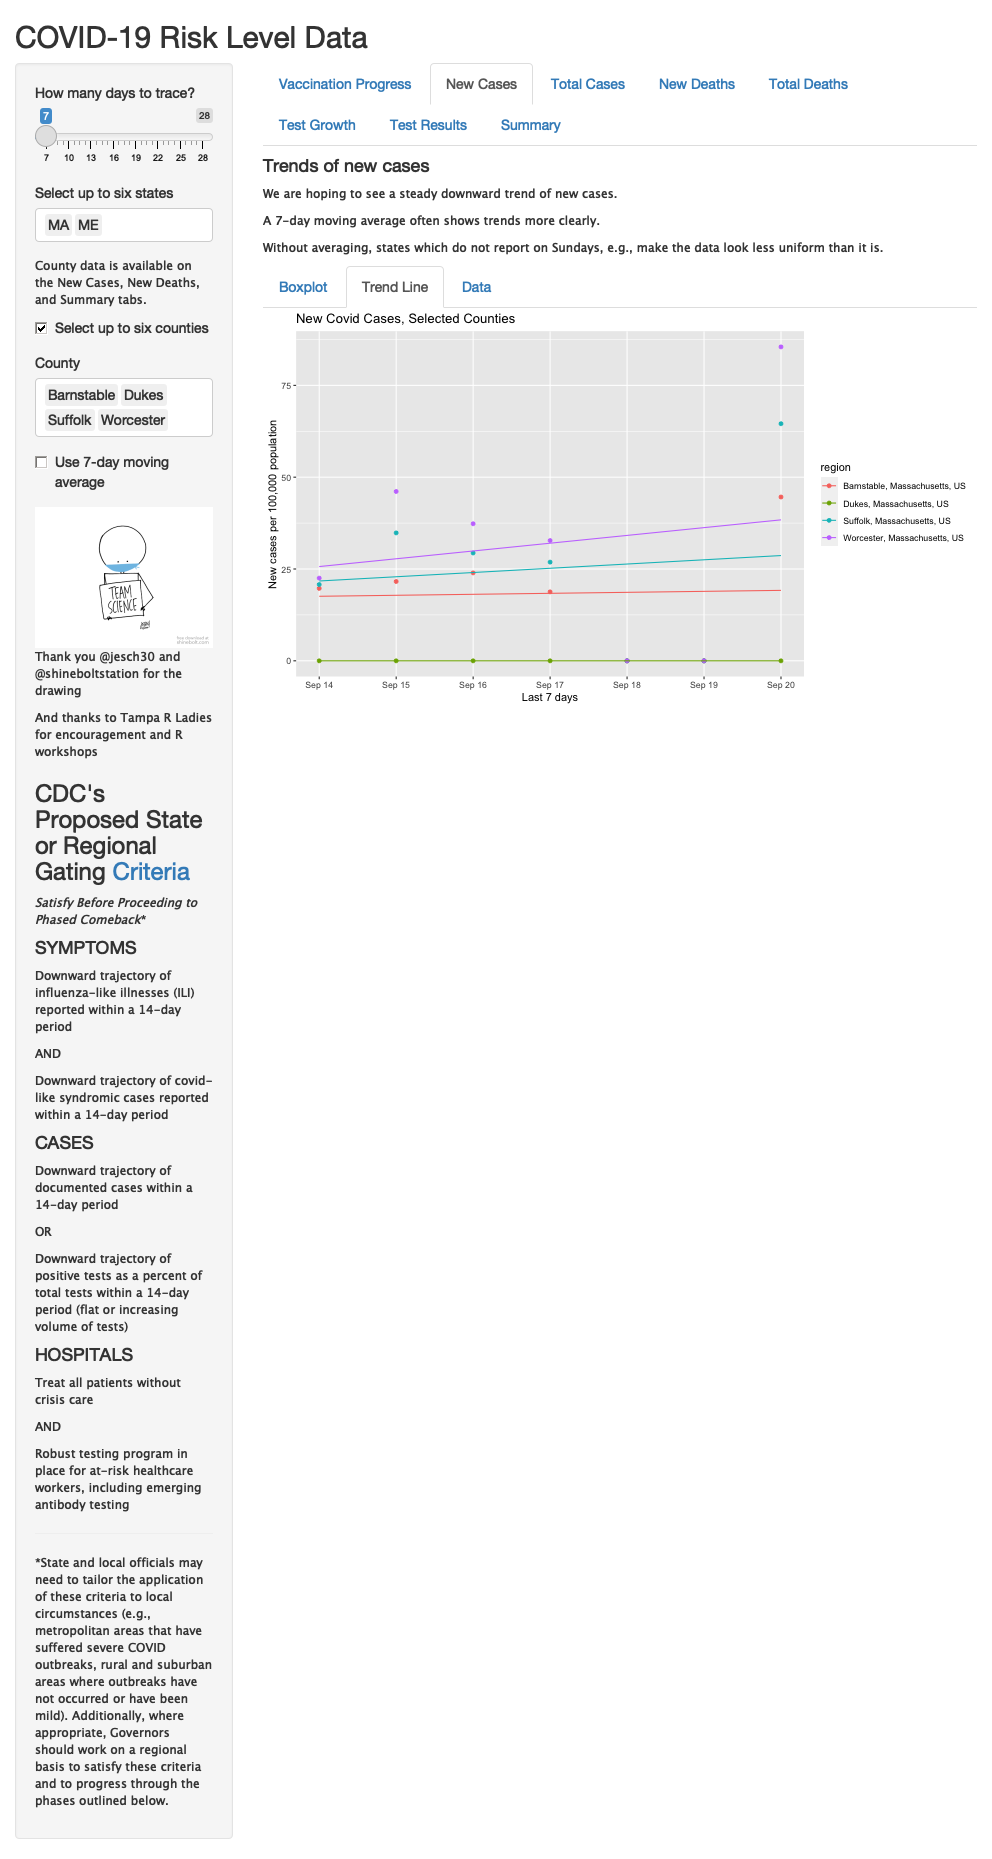 COVID-19 Risk Level Data
How many days to trace?
7 28
7 10 13 16 19 22 25 28
Select up to six states
MA ME
County data is available on
the New Cases, New Deaths,
and Summary tabs.
Select up to six counties
County
Barnstable Dukes
Suffolk Worcester
Use 7-day moving
average
TEAM
SCIENCE
Thank you @jesch30 and
@shineboltstation for the
drawing
And thanks to Tampa R Ladies
for encouragement and R
workshops
CDC's
Proposed State
or Regional
Gating Criteria
Satisfy Before Proceeding to
Phased Comeback*
SYMPTOMS
Downward trajectory of
influenza-like illnesses (ILI)
reported within a 14-day
period
AND
Downward trajectory of covid-
like syndromic cases reported
within a 14-day period
CASES
Downward trajectory of
documented cases within a
14-day period
OR
Downward trajectory of
positive tests as a percent of
total tests within a 14-day
period (flat or increasing
volume of tests)
HOSPITALS
Treat all patients without
crisis care
AND
Robust testing program in
place for at-risk healthcare
workers, including emerging
antibody testing
*State and local officials may
need to tailor the application
of these criteria to local
circumstances (e.g.,
metropolitan areas that have
suffered severe COVID
outbreaks, rural and suburban
areas where outbreaks have
not occurred or have been
mild). Additionally, where
appropriate, Governors
should work on a regional
basis to satisfy these criteria
and to progress through the
phases outlined below.
Vaccination Progress New Cases Total Cases New Deaths Total Deaths
Test Growth Test Results Summary
Trends of new cases
We are hoping to see a steady downward trend of new cases.
A 7-day moving average often shows trends more clearly.
Without averaging, states which do not report on Sundays, e.g., make the data look less uniform than it is.
Boxplot Trend Line Data
New Covid Cases, Selected Counties
New cases per 100,000 population
75
50
25
0
Sep 14 Sep 15 Sep 16 Sep 17 Sep 18 Sep 19 Sep 20
Last 7 days
region
Barnstable, Massachusetts, US
Dukes, Massachusetts, US
Suffolk, Massachusetts, US
Worcester, Massachusetts, US